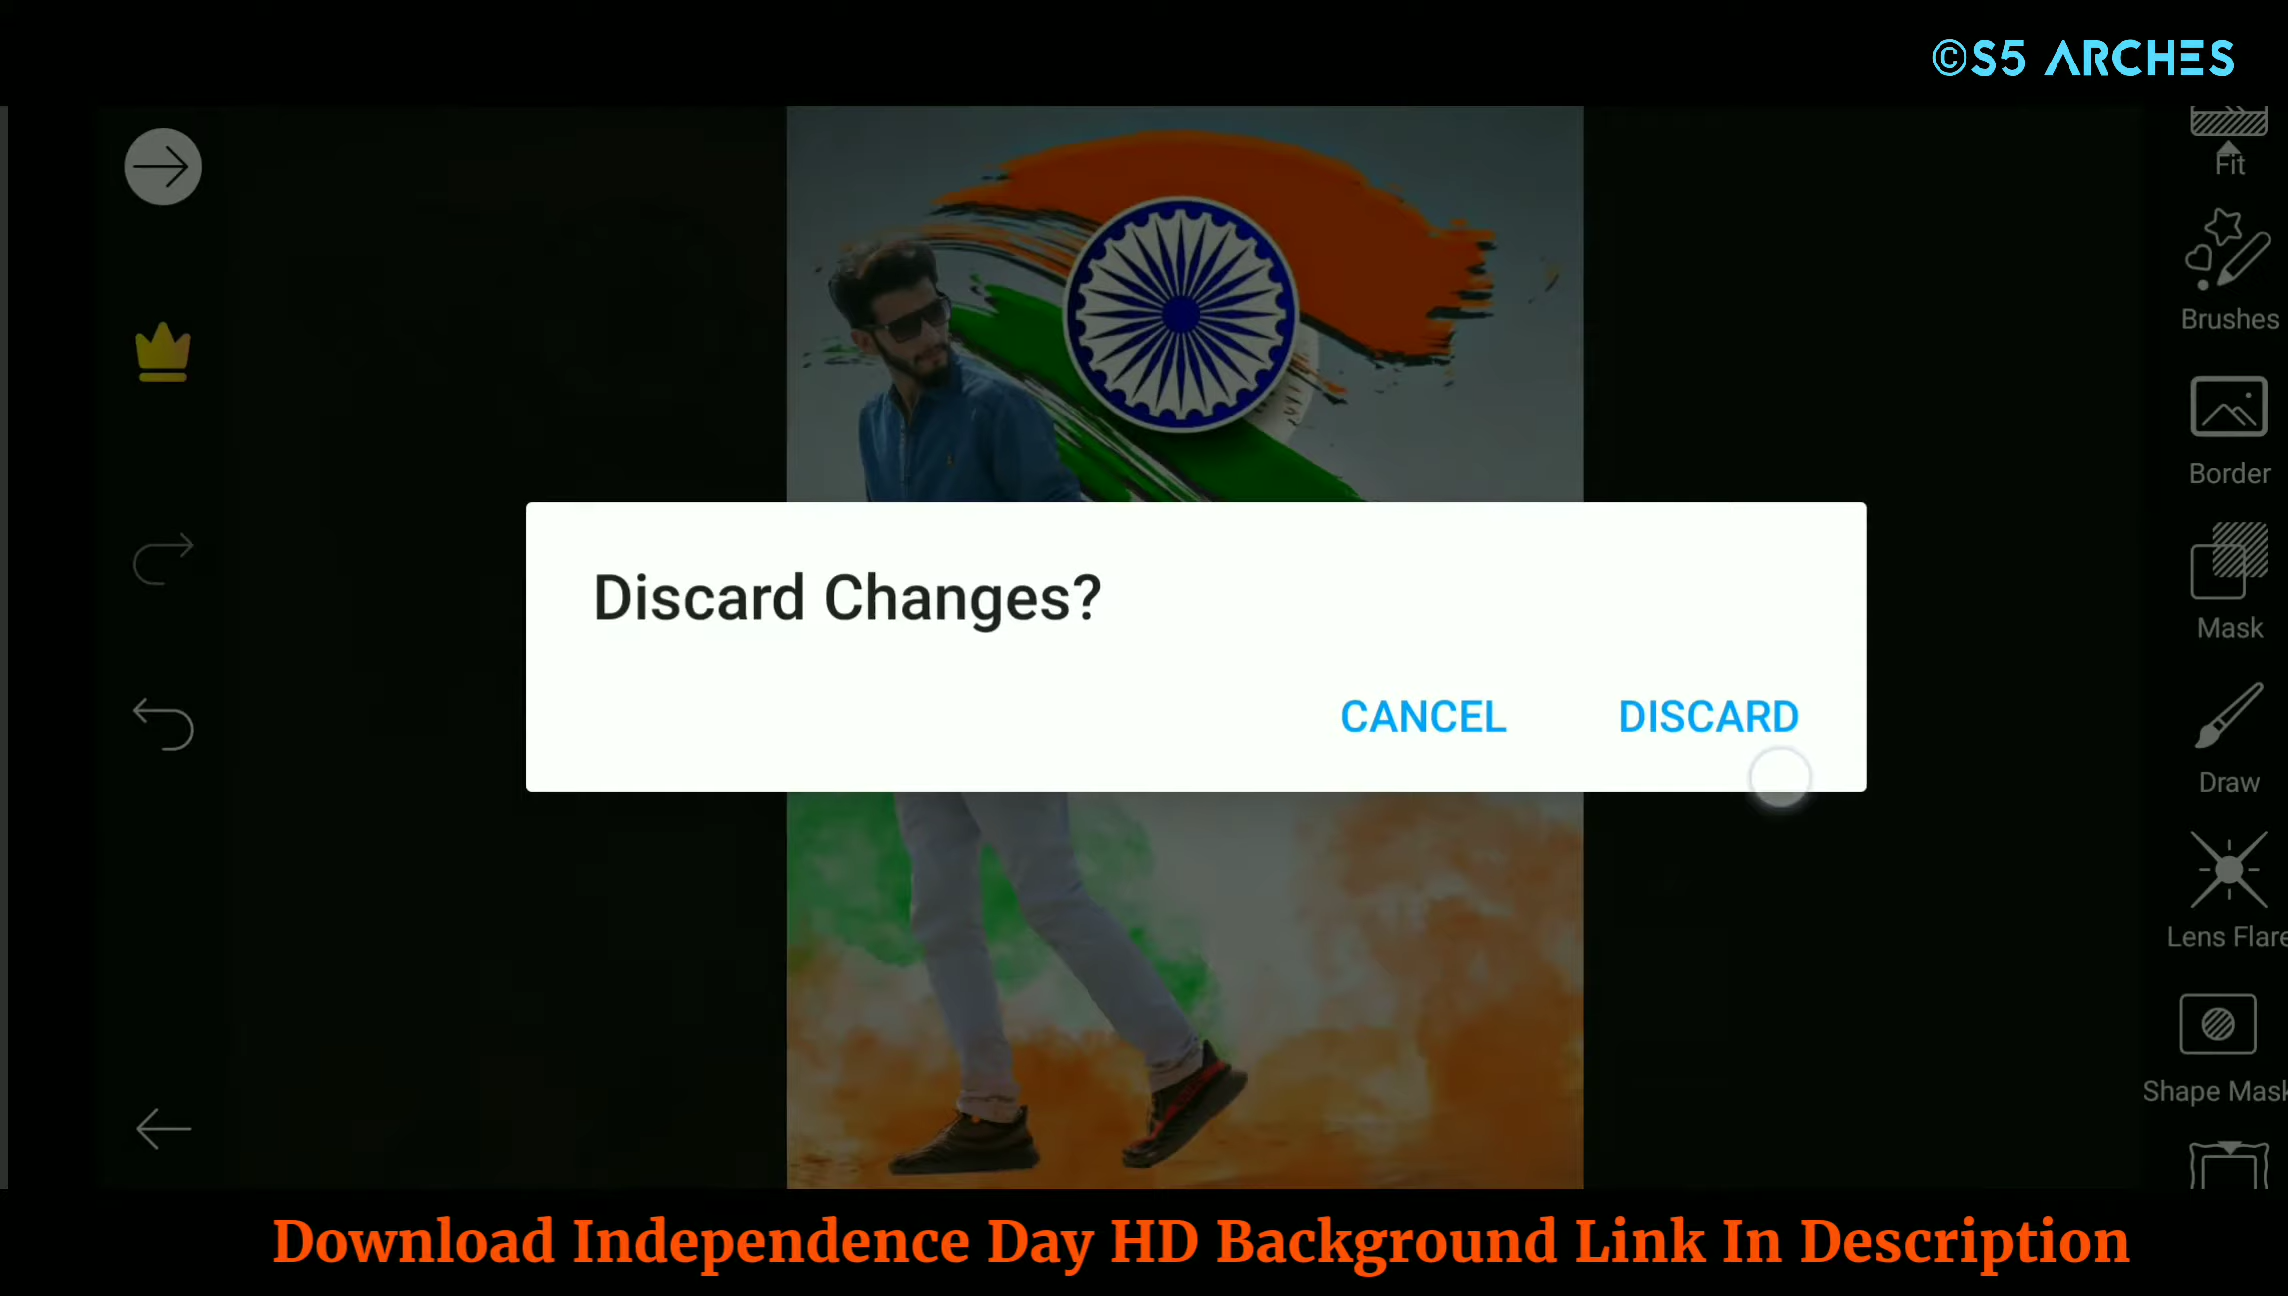 ©S5 ARCHES
Fit
Brushes
Border
Discard Changes?
Mask
CANCEL DISCARD
Draw
Lens Flare
Shape Mask
Download Independence Day HD Background Link In Description